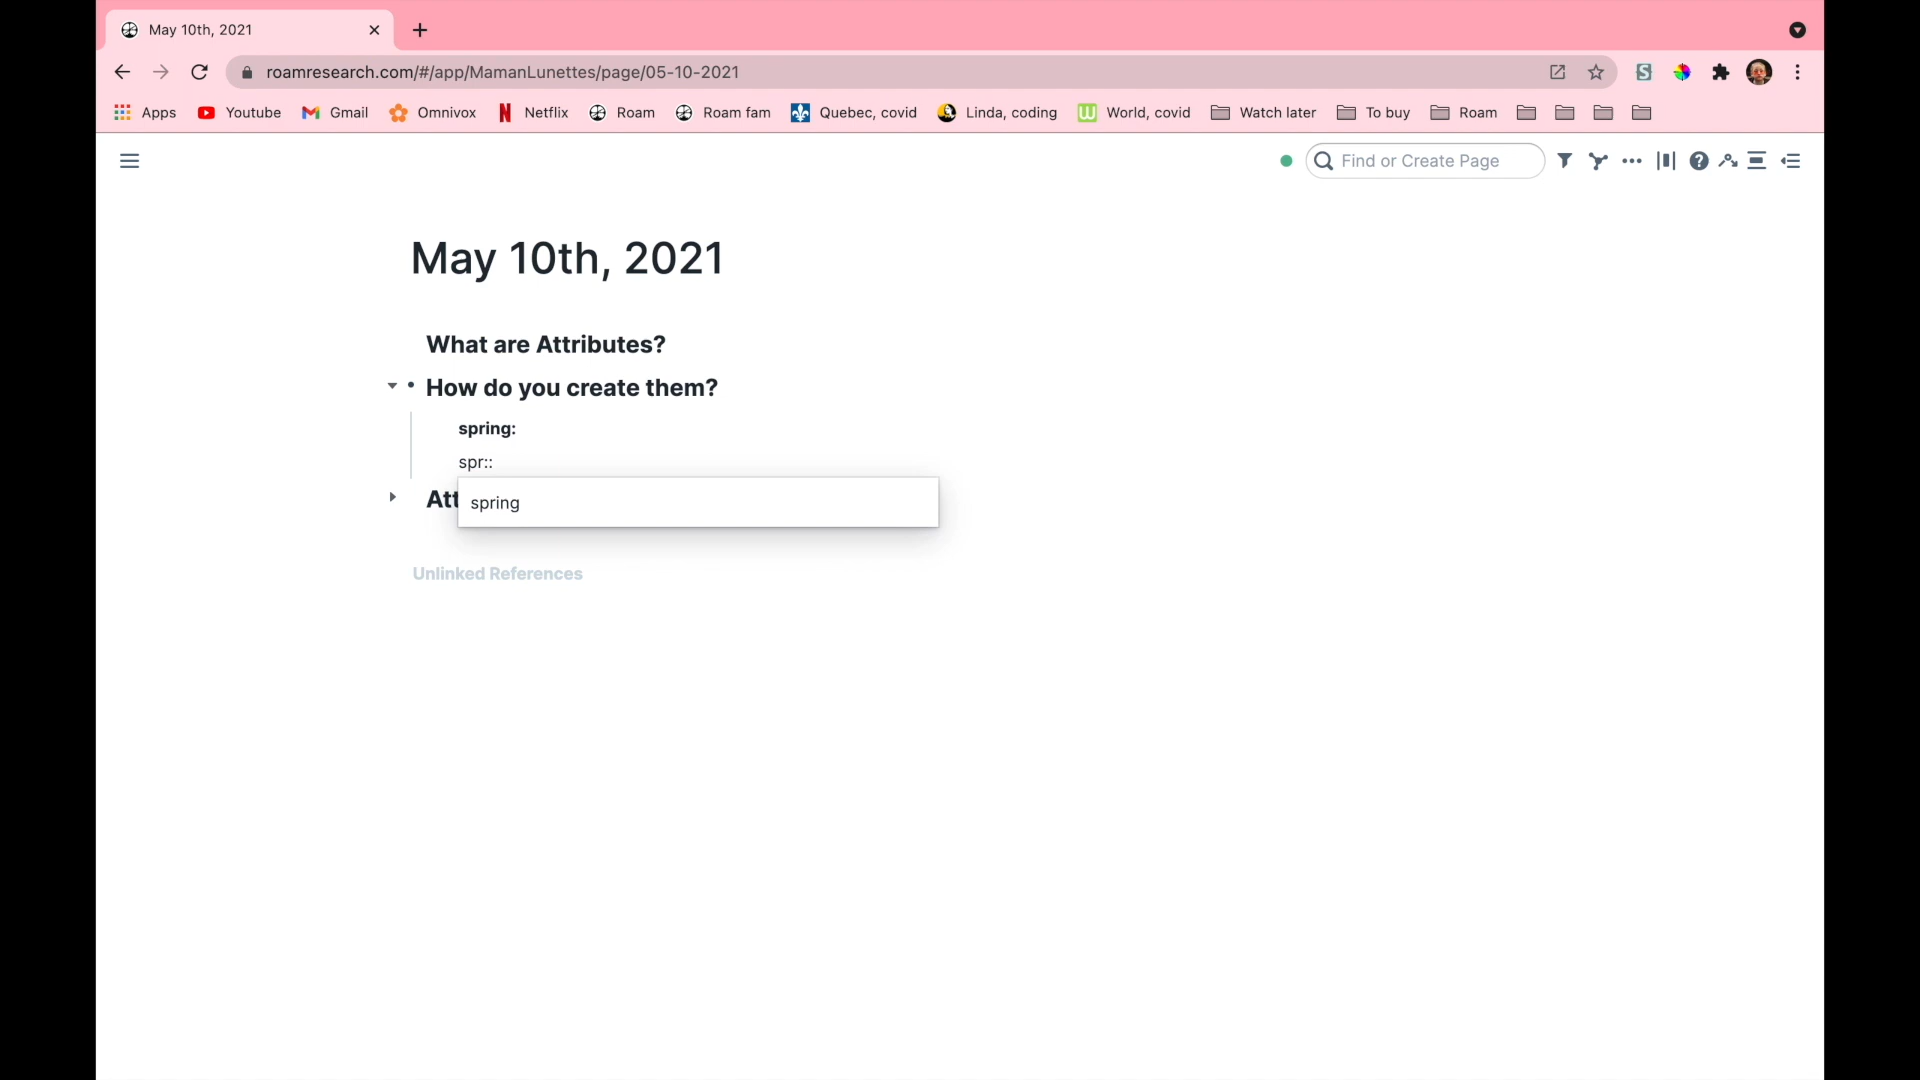 May 10th, 2021
roamresearch.com/#/app/MamanLunettes/page/05-10-2021
Apps Youtube Gmail Omnivox Netflix Roam Roam fam Quebec, covid Linda, coding World, covid Watch later To buy Roam
Find or Create Page
May 10th, 2021
What are Attributes?
How do you create them?
spring:
spr::
Att
spring
Unlinked References